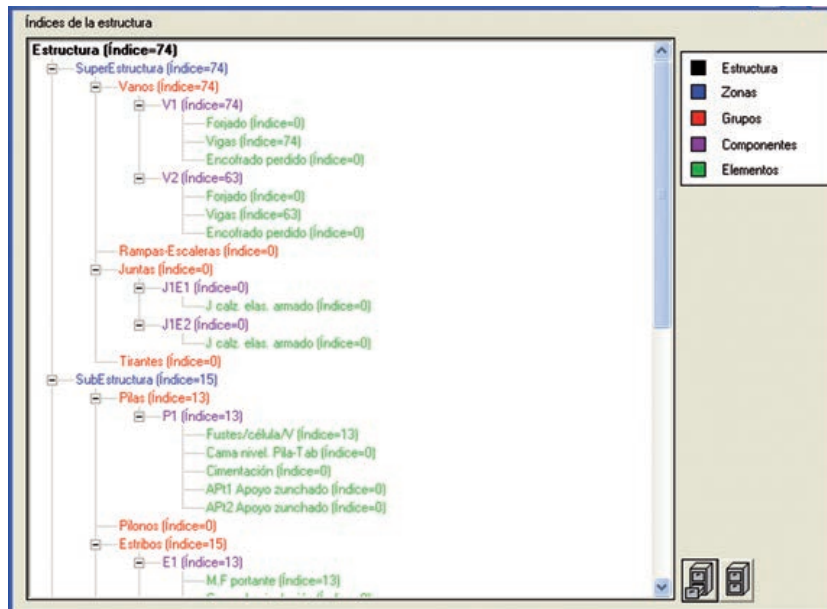 Índices de la estructura
Estructura (Índice=74)
SuperEstructura (Índice=74)
Vanos (Índice=74)
V1 (Índice=74)
Forjado (Índice=0)
Vigas (Índice=74)
Encofrado perdido (Índice=0)
V2 (Índice=63)
Forjado (Índice=0)
Vigas (Índice=63)
Encofrado perdido (Índice=0)
Rampas-Escaleras (Índice=0)
Juntas (Índice=0)
J1E1 (Índice=0)
J calz. elas. armado (Índice=0)
J1E2 (Índice=0)
J calz. elas. armado (Índice=0)
Tirantes (Índice=0)
SubEstructura (Índice=15)
Pilas (Índice=13)
P1 (Índice=13)
Fustes/célula/V (Índice=13)
Cama nivel. Pila-Tab (Índice=0)
Cimentación (Índice=0)
APt1 Apoyo zunchado (Índice=0)
APt2 Apoyo zunchado (Índice=0)
Pilonos (Índice=0)
Estribos (Índice=15)
E1 (Índice=13)
M.F portante (Índice=13)
Estructura
Zonas
Grupos
Componentes
Elementos